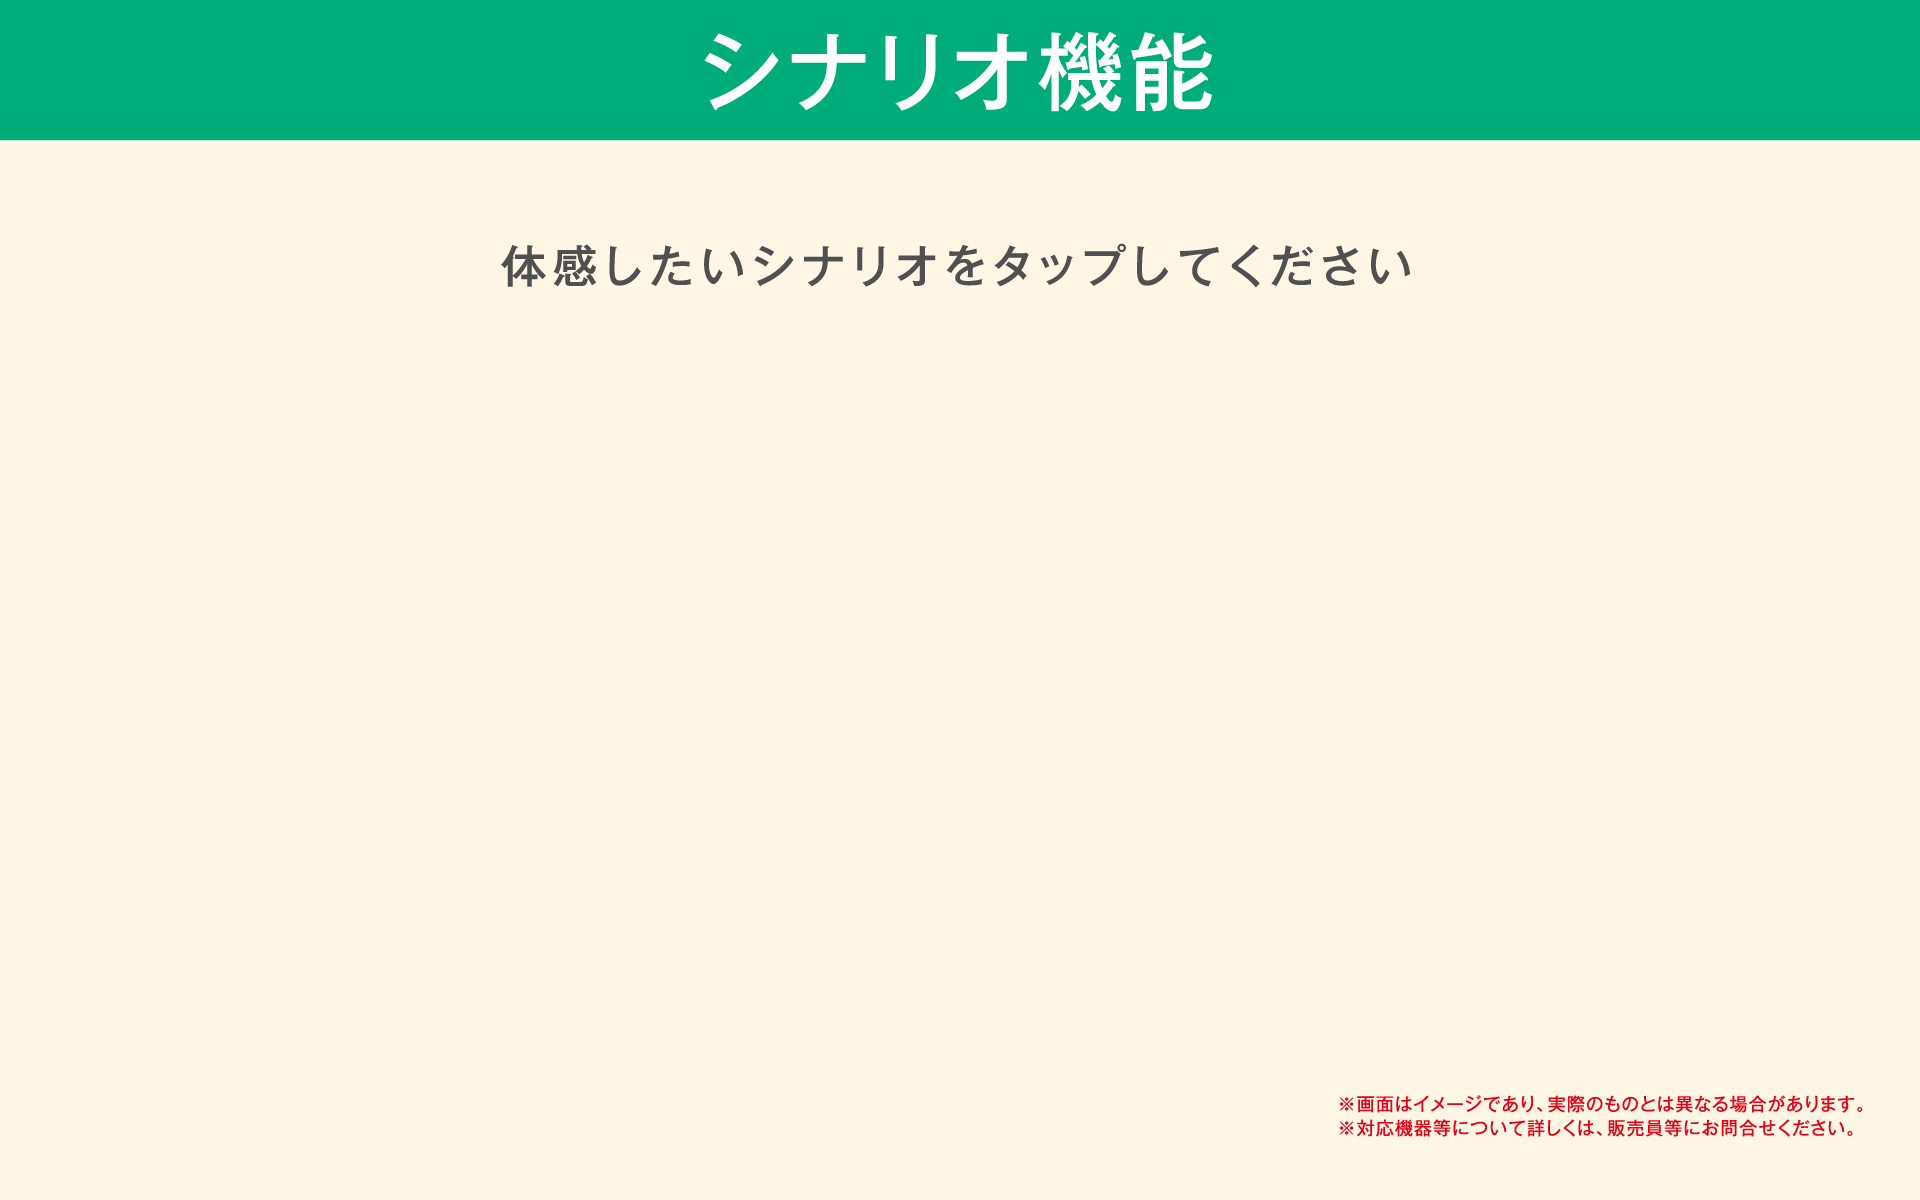 シナリオ機能
体感したいシナリオをタップしてください
※画面はイメージであり、実際のものとは異なる場合があります。
※対応機器等について詳しくは、販売員等にお問合せください。